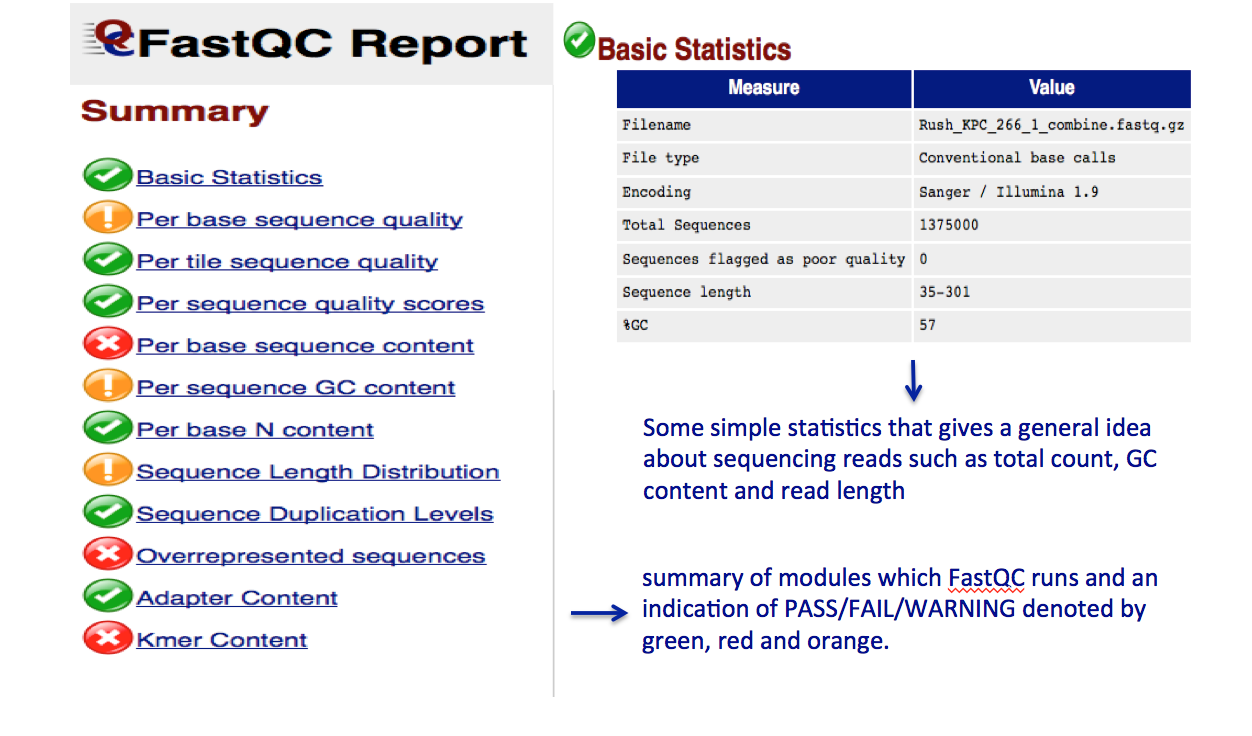 FastQC Report
Summary
Basic Statistics
Per base sequence quality
Per tile sequence quality
Per sequence quality scores
Per base sequence content
Per sequence GC content
Per base N content
Sequence Length Distribution
Sequence Duplication Levels
Overrepresented sequences
Adapter Content
Kmer Content
Basic Statistics
Measure Value
Filename Rush_KPC_266_1_combine.fastq.gz
File type Conventional base calls
Encoding Sanger / Illumina 1.9
Total Sequences 1375000
Sequences flagged as poor quality 0
Sequence length 35-301
%GC 57
Some simple statistics that gives a general idea
about sequencing reads such as total count, GC
content and read length
summary of modules which FastQC runs and an
indication of PASS/FAIL/WARNING denoted by
green, red and orange.